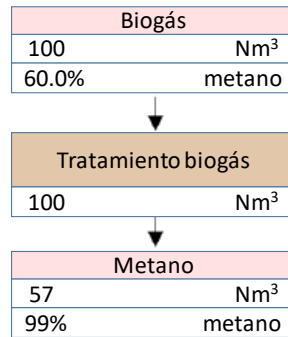 Biogás
100 Nm³
60.0% metano
Tratamiento biogás
100 Nm³
Metano
57 Nm³
99% metano